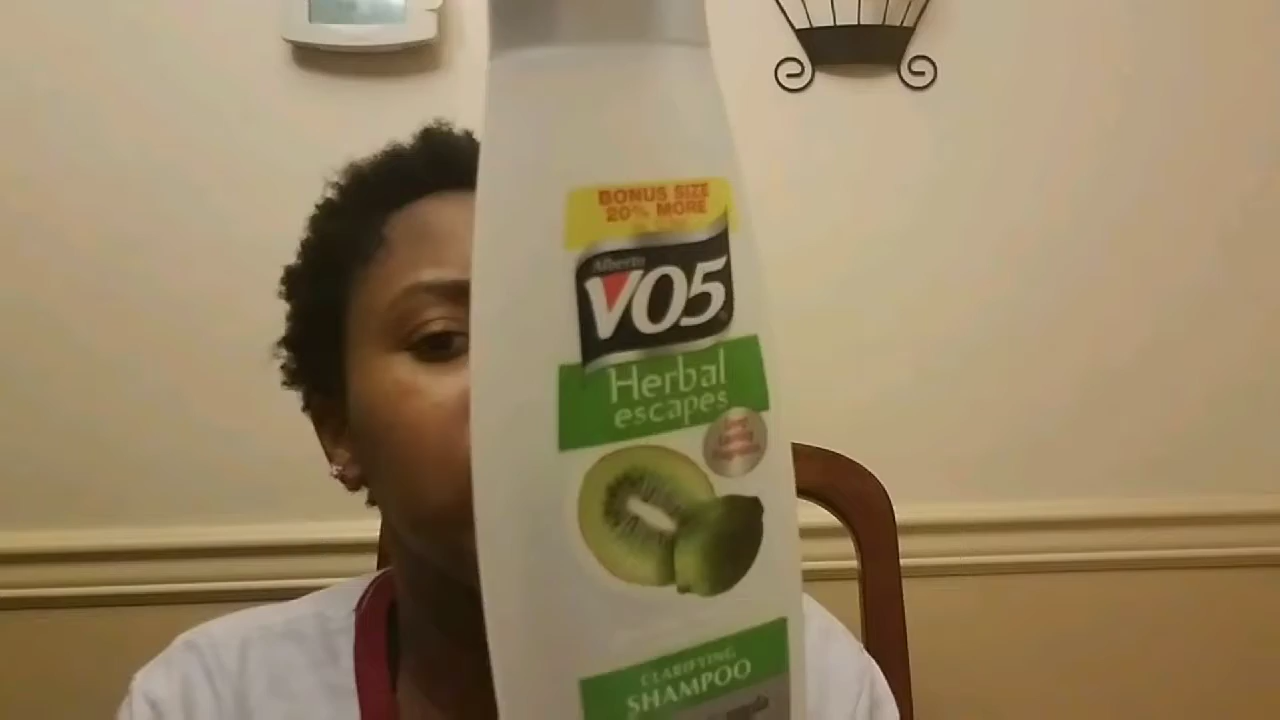 BONUS SIZE
20% MORE
Alberto
VO5
Herbal
escapes
CLARIFYING
SHAMPOO